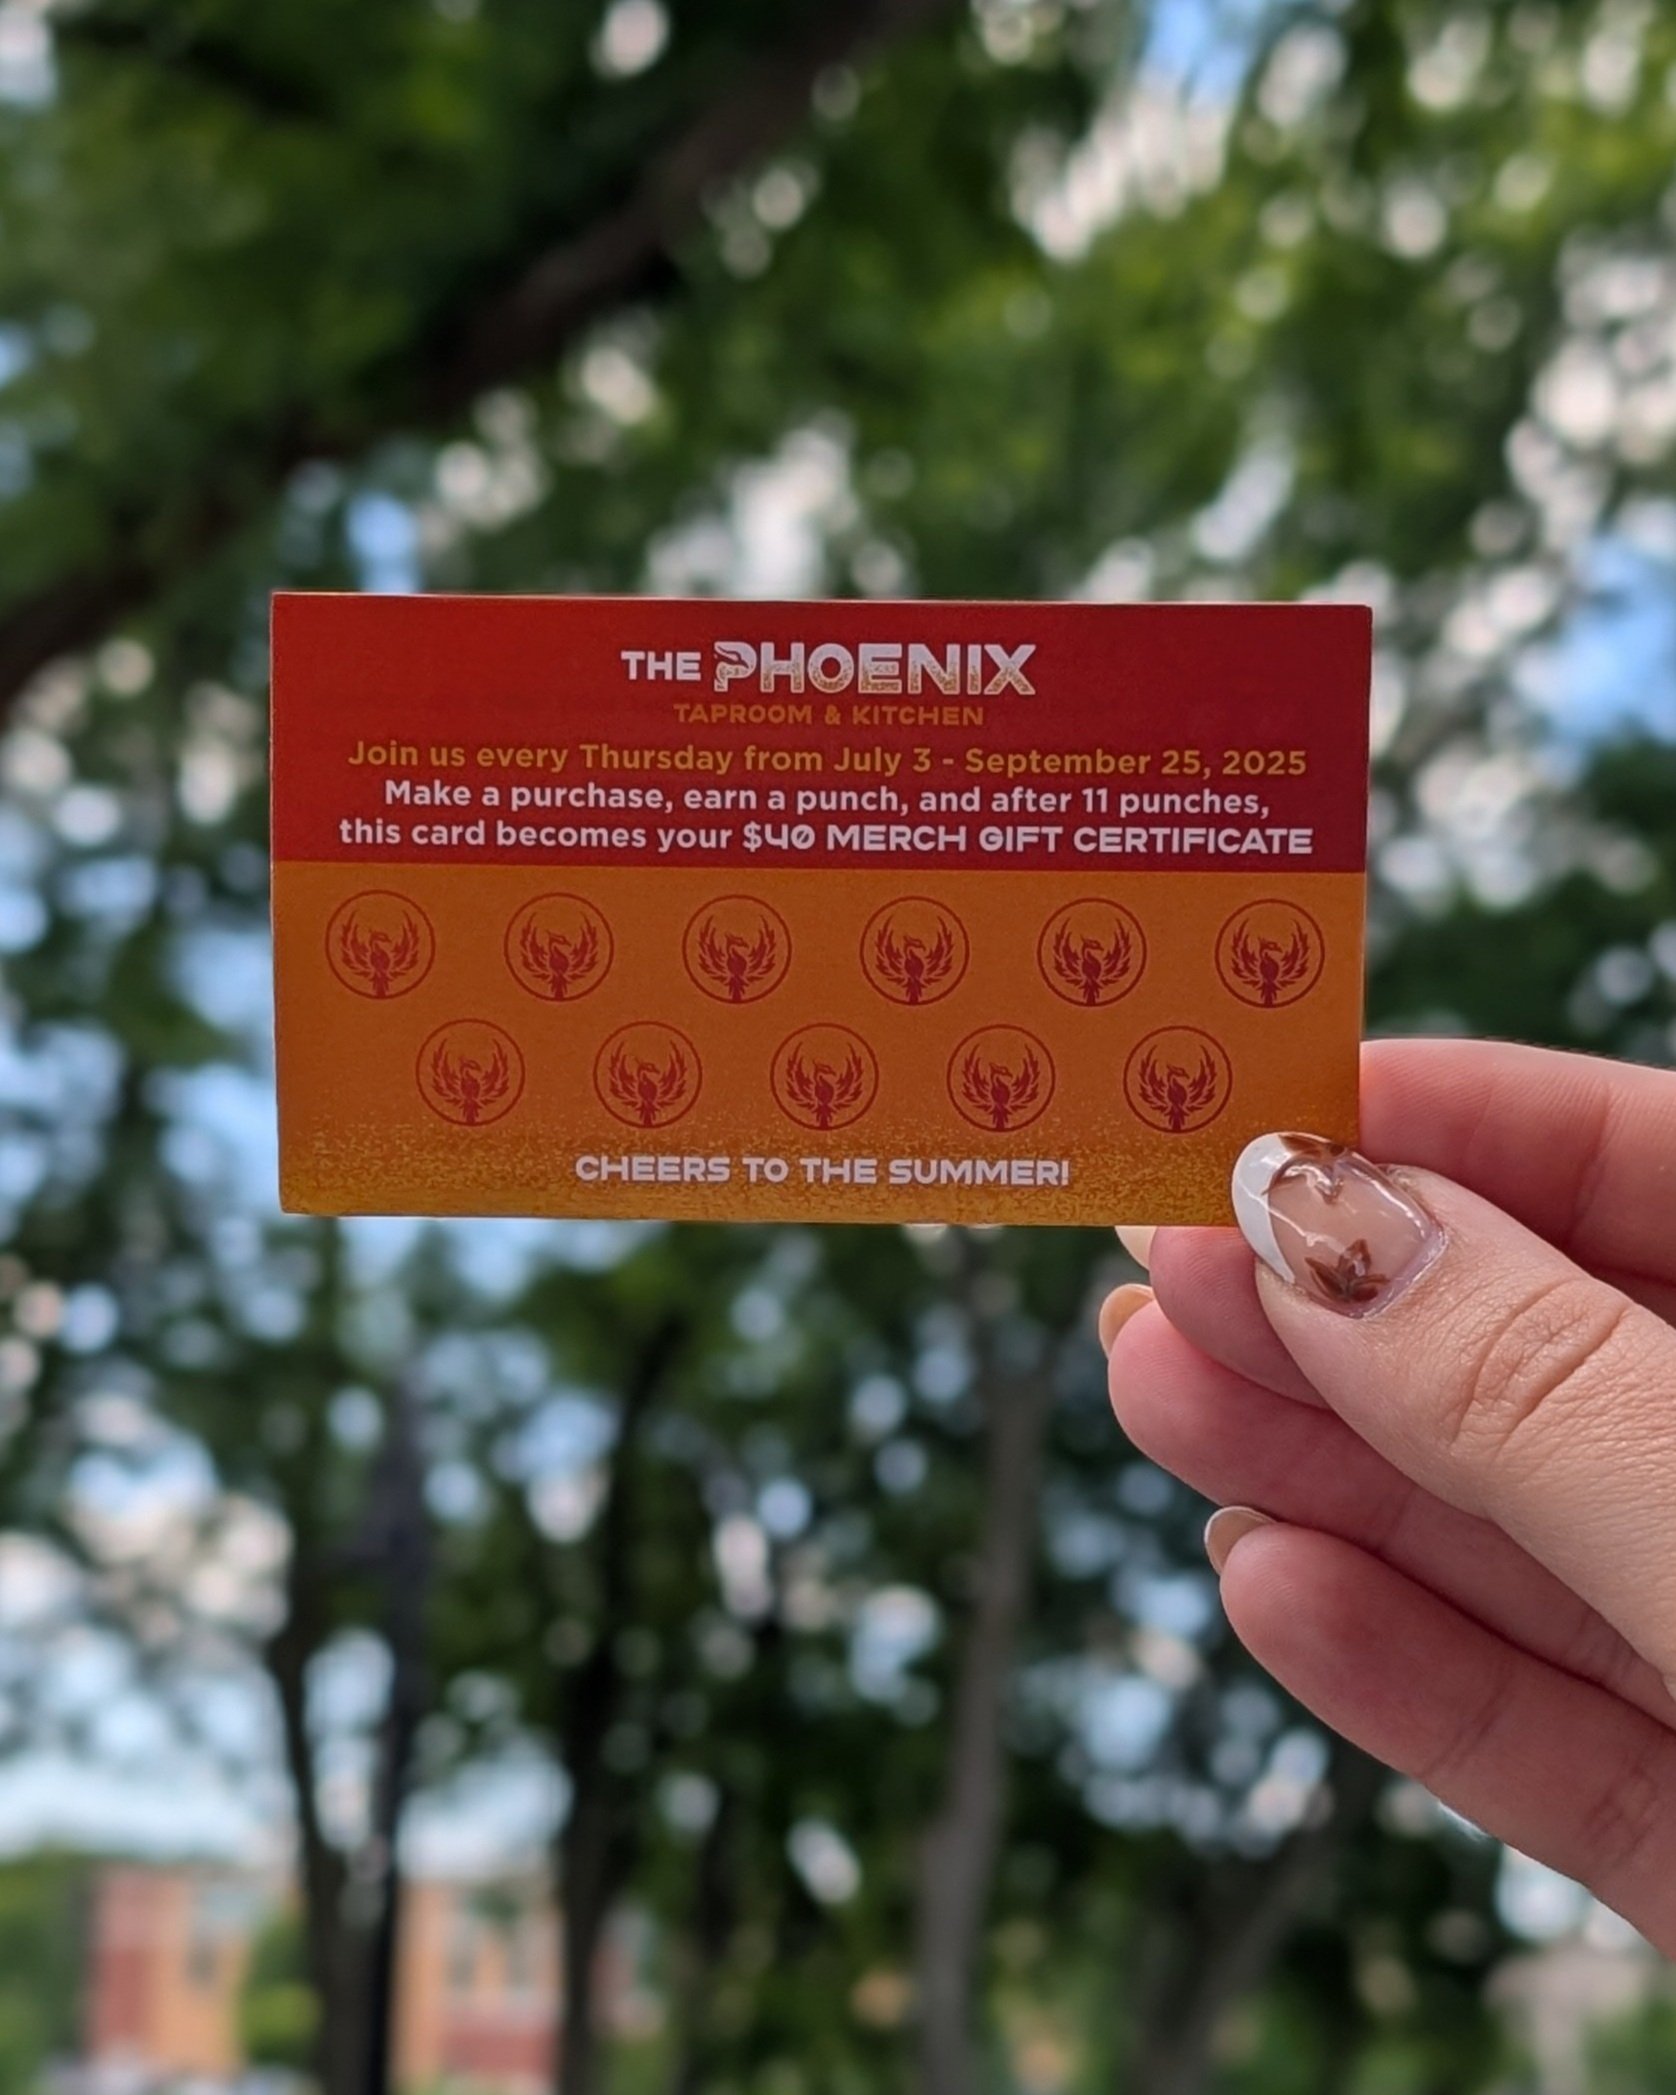 THE PHOENIX
TAPROOM & KITCHEN
Join us every Thursday from July 3 - September 25, 2025
Make a purchase, earn a punch, and after 11 punches,
this card becomes your $40 MERCH GIFT CERTIFICATE
CHEERS TO THE SUMMER!